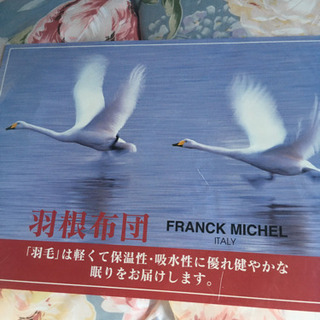 羽根布団
FRANCK MICHEL
ITALY
「羽毛」は軽くて保温性・吸水性に優れ健やかな
眠りをお届けします。